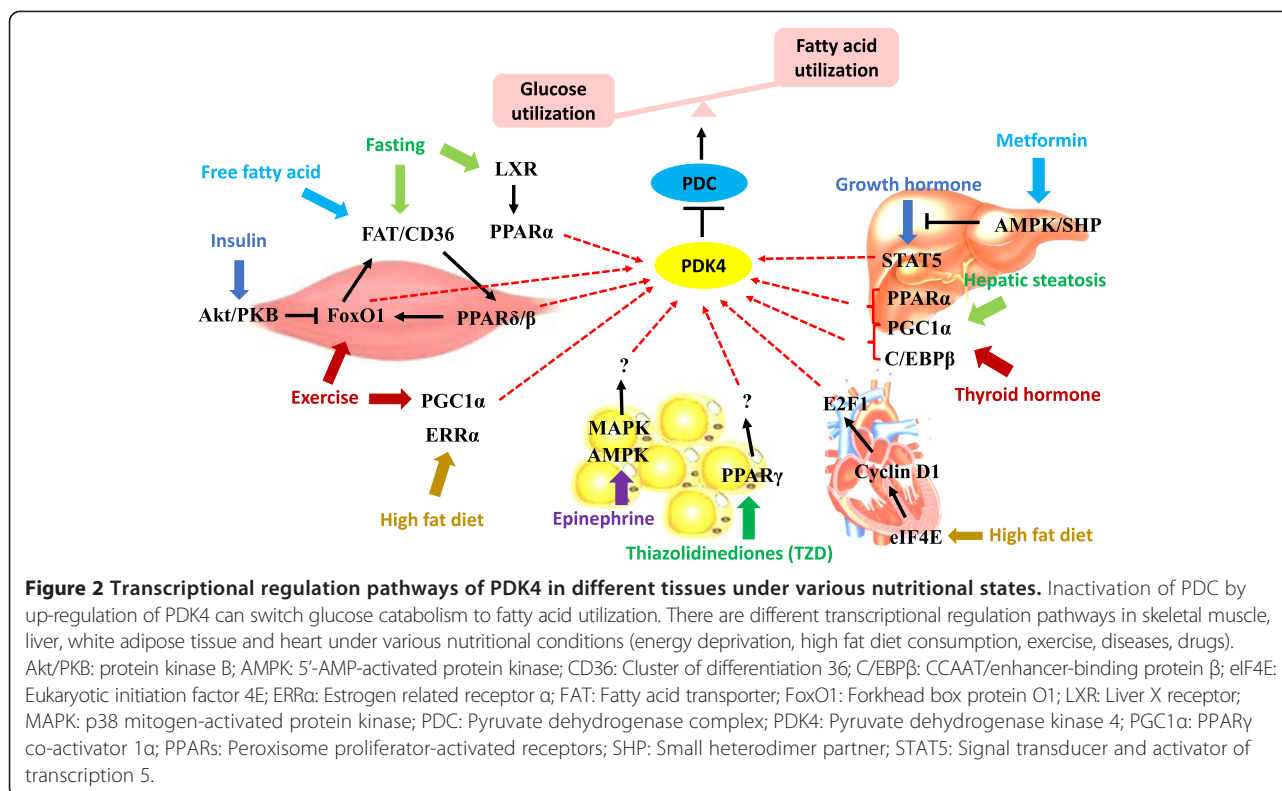 Fatty acid
utilization
Glucose
utilization
Fasting
Metformin
Free fatty acid
LXR
PDC
Growth hormone
FAT/CD36
PPARα
AMPK/SHP
Insulin
PDK4
STAT5
Hepatic steatosis
Akt/PKB
FoxO1
PPARδ/β
PPARα
PGC1α
C/EBPβ
?
Exercise
PGC1α
Thyroid hormone
ERRα
?
E2F1
MAPK
AMPK
PPARγ
Cyclin D1
High fat diet
Epinephrine
eIF4E
High fat diet
Thiazolidinediones (TZD)
Figure 2 Transcriptional regulation pathways of PDK4 in different tissues under various nutritional states. Inactivation of PDC by
up-regulation of PDK4 can switch glucose catabolism to fatty acid utilization. There are different transcriptional regulation pathways in skeletal muscle,
liver, white adipose tissue and heart under various nutritional conditions (energy deprivation, high fat diet consumption, exercise, diseases, drugs).
Akt/PKB: protein kinase B; AMPK: 5′-AMP-activated protein kinase; CD36: Cluster of differentiation 36; C/EBPβ: CCAAT/enhancer-binding protein β; eIF4E:
Eukaryotic initiation factor 4E; ERRα: Estrogen related receptor α; FAT: Fatty acid transporter; FoxO1: Forkhead box protein O1; LXR: Liver X receptor;
MAPK: p38 mitogen-activated protein kinase; PDC: Pyruvate dehydrogenase complex; PDK4: Pyruvate dehydrogenase kinase 4; PGC1α: PPARγ
co-activator 1α; PPARs: Peroxisome proliferator-activated receptors; SHP: Small heterodimer partner; STAT5: Signal transducer and activator of
transcription 5.